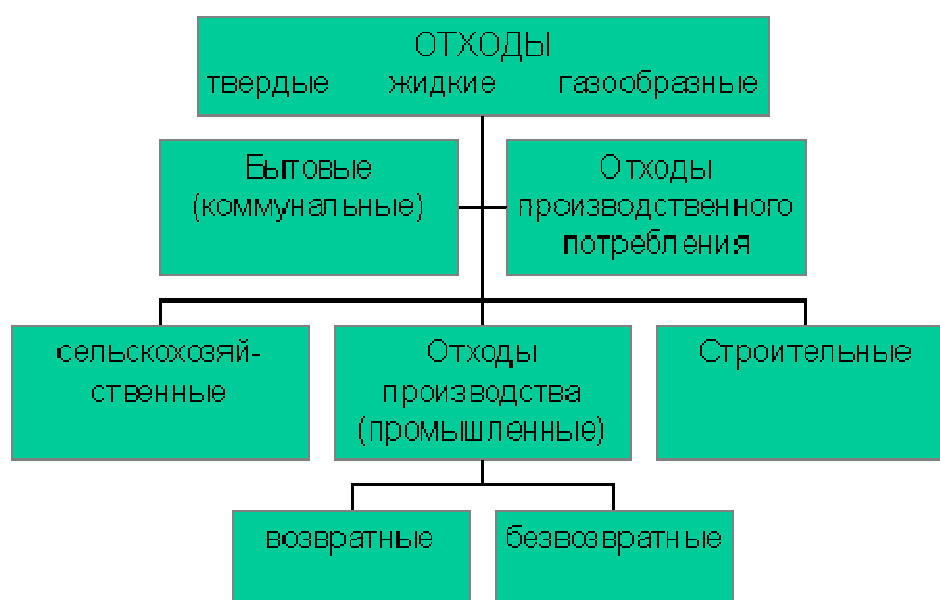 ОТХОДЫ
твердые жидкие газообразные
Бытовые
(коммунальные)
Отходы
производственного
потребления
сельскохозяй-
ственные
Отходы
производства
(промышленные)
Строительные
возвратные
безвозвратные